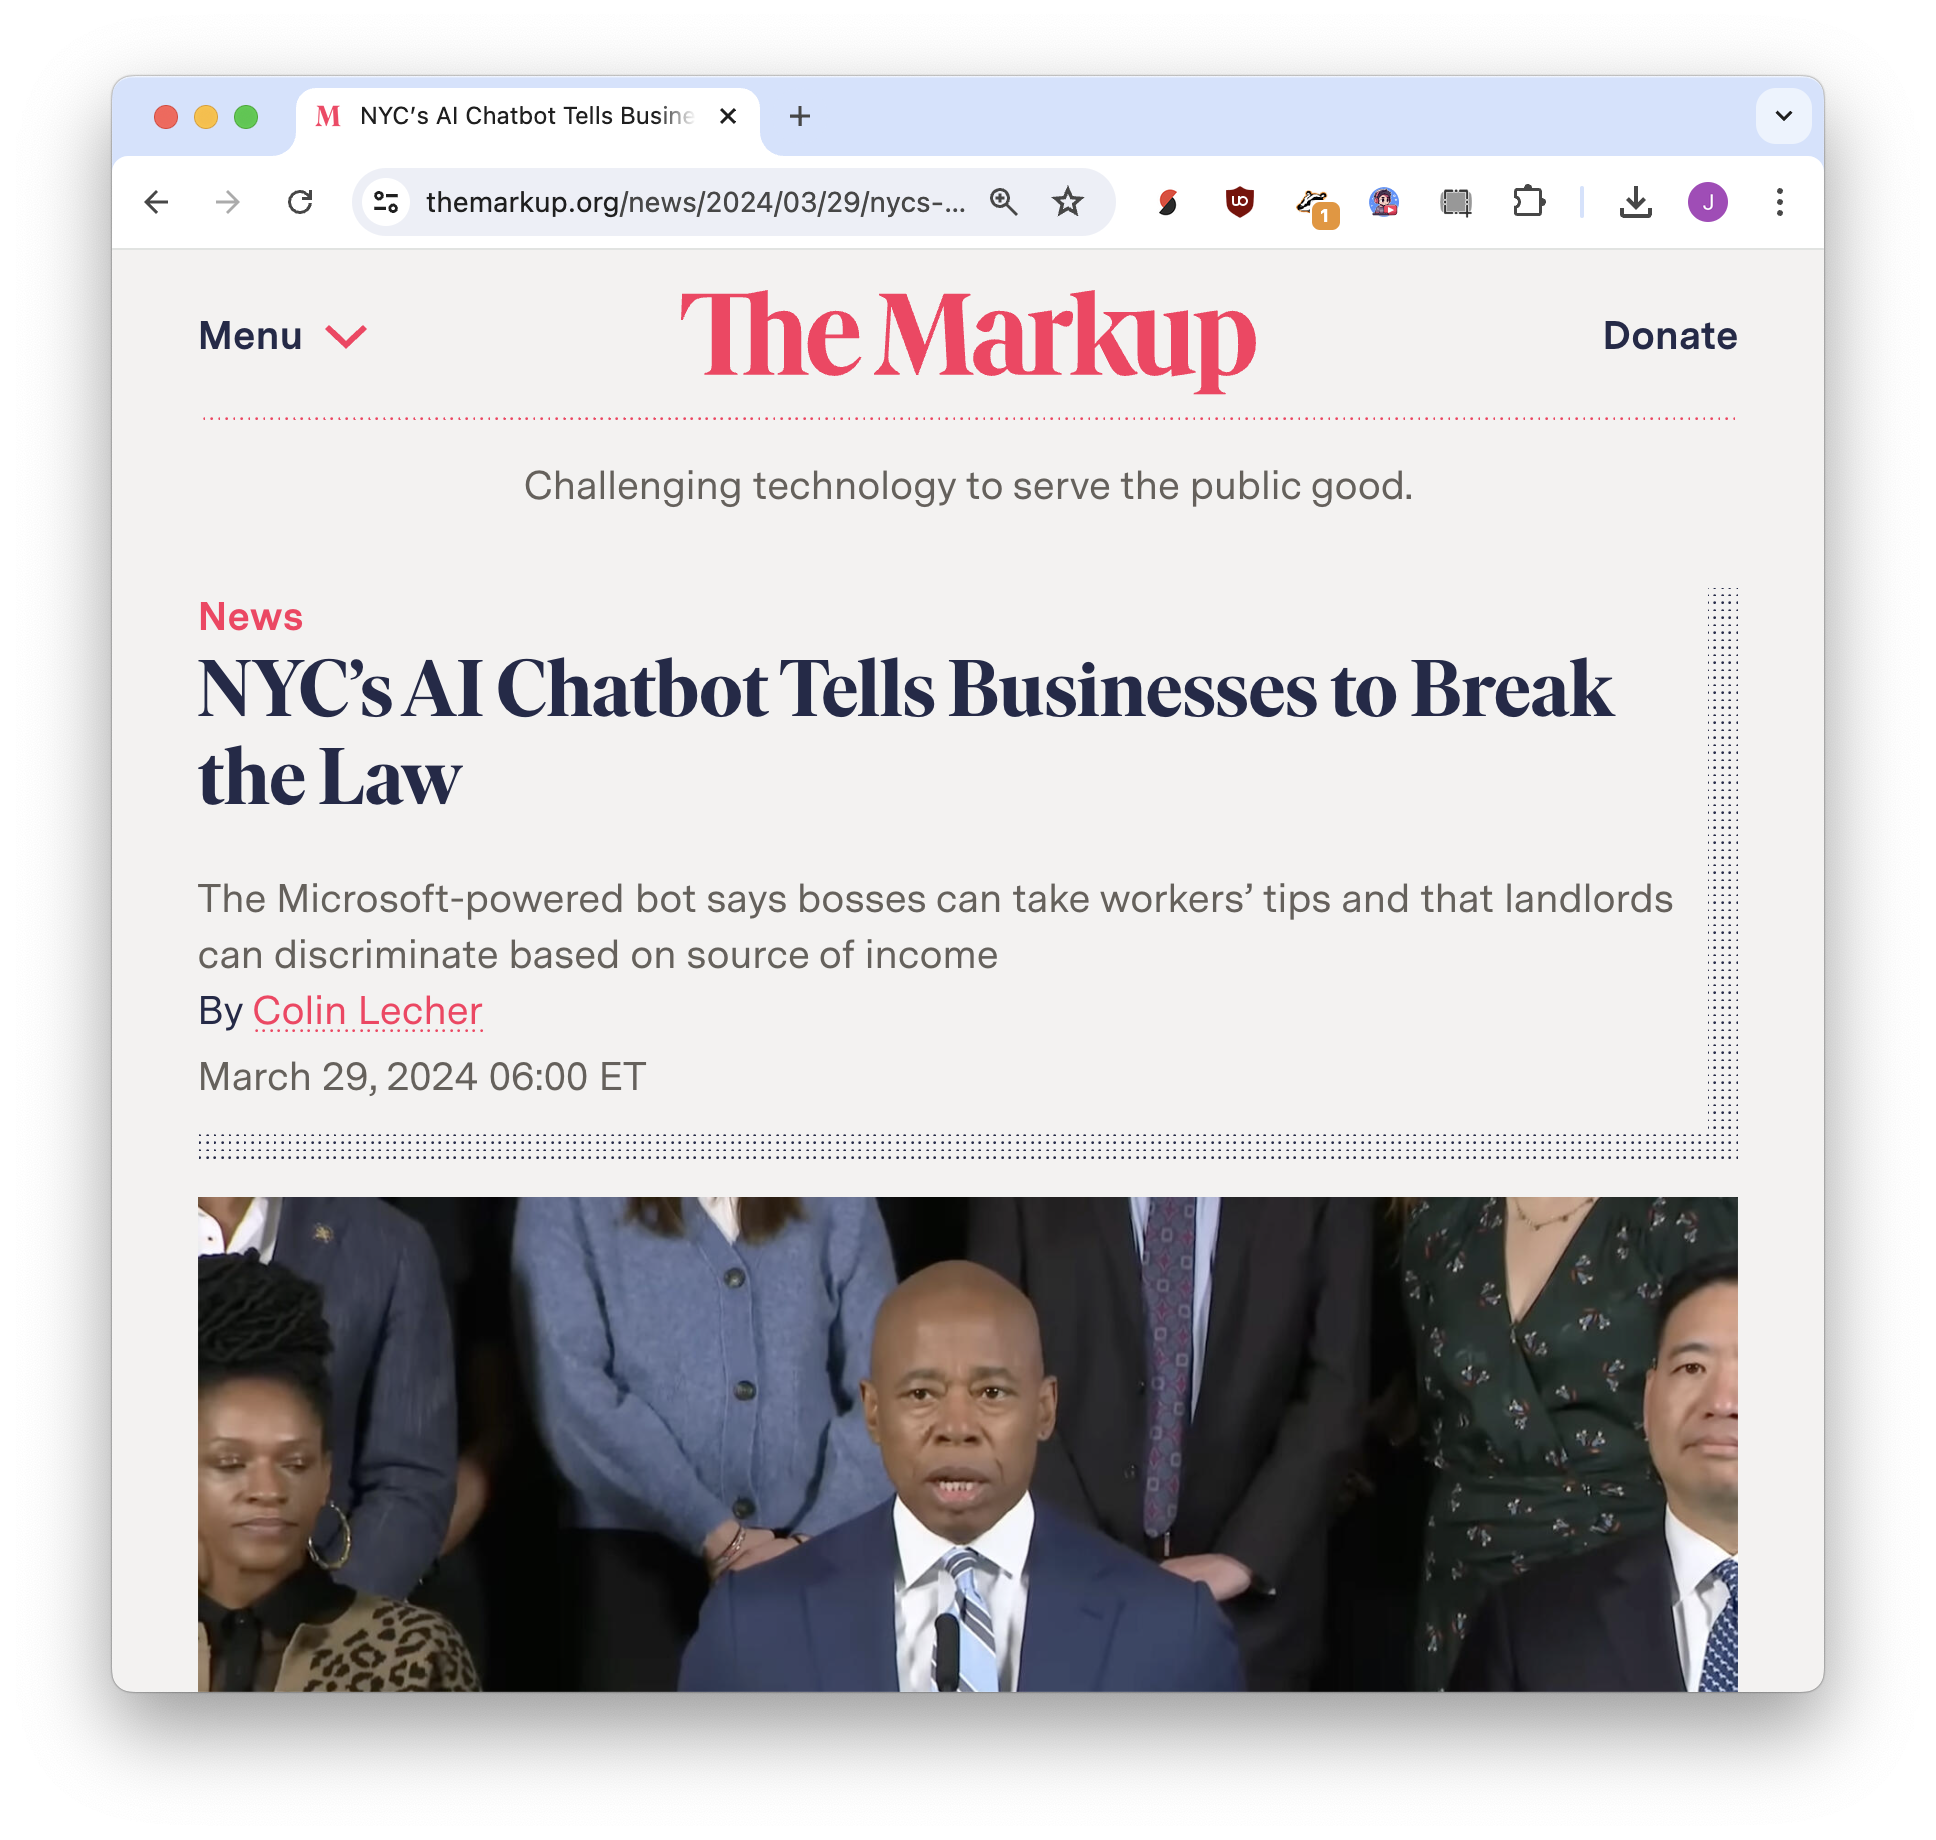 NYC's AI Chatbot Tells Busine
themarkup.org/news/2024/03/29/nycs-...
1
J
Menu
The Markup
Donate
Challenging technology to serve the public good.
News
NYC’s AI Chatbot Tells Businesses to Break
the Law
The Microsoft-powered bot says bosses can take workers’ tips and that landlords
can discriminate based on source of income
By Colin Lecher
March 29, 2024 06:00 ET